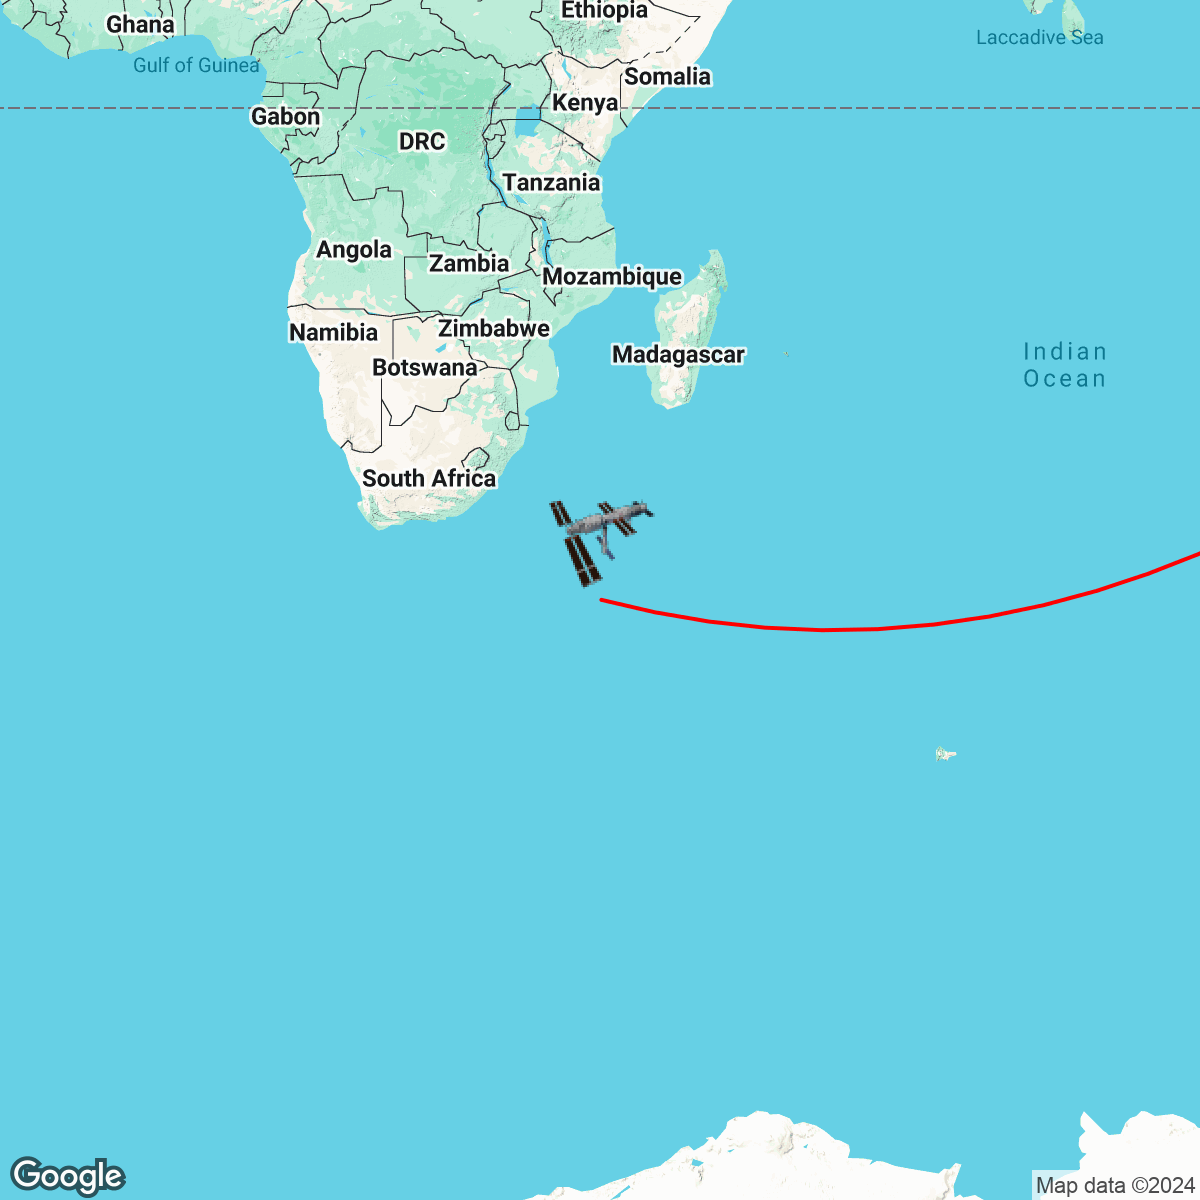 Ethiopia
Ghana
Laccadive Sea
Gulf of Guinea
Somalia
Kenya
Gabon
DRC
Tanzania
Angola
Zambia
Mozambique
Namibia
Zimbabwe
Madagascar
Indian
Ocean
Botswana
South Africa
Google
Map data ©2024